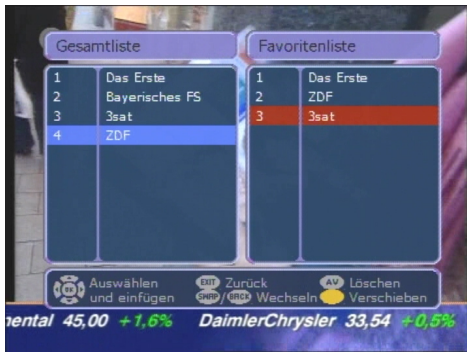 Gesamtliste
1 Das Erste
2 Bayerisches FS
3 3sat
4 ZDF
Favoritenliste
1 Das Erste
2 ZDF
3 3sat
OK Auswählen
und einfügen
EXIT Zurück
SWAP/BACK Wechseln
AV Löschen
Verschieben
nental 45,00 +1,6% DaimlerChrysler 33,54 +0,5%